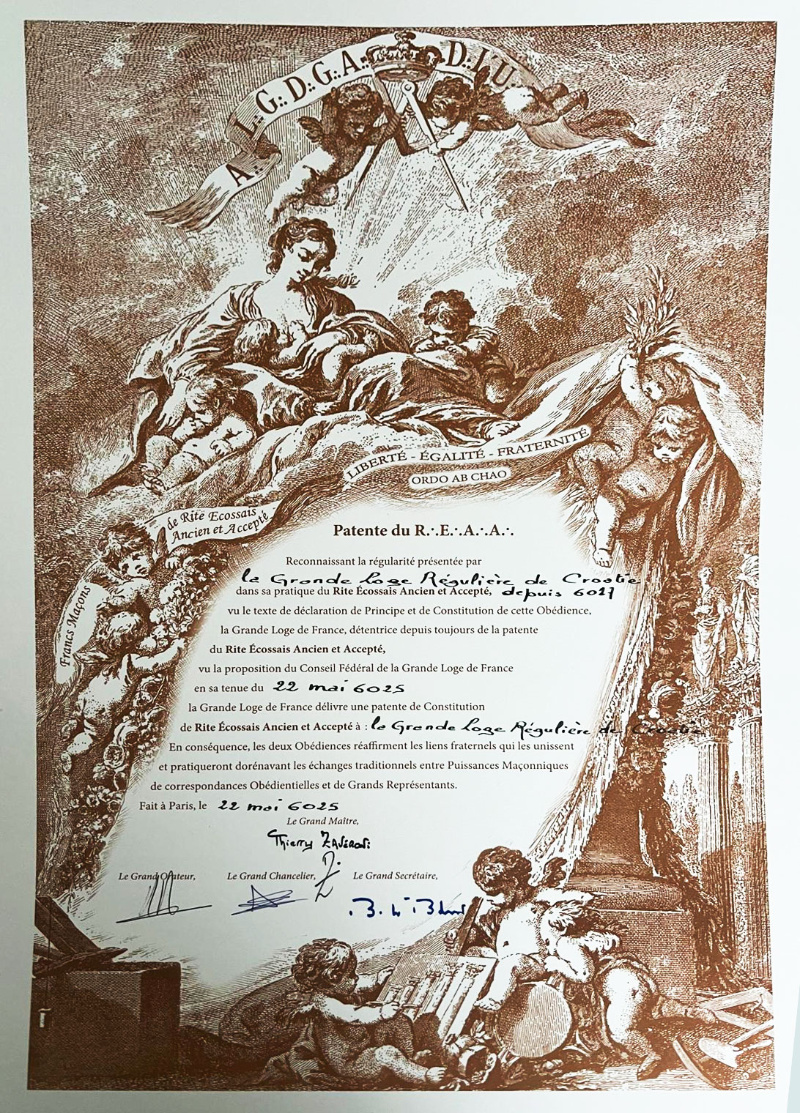 A.·. L.·. G.·. D.·. G.·. A.·. D.·. L'U.·.
LIBERTÉ - ÉGALITÉ - FRATERNITÉ
ORDO AB CHAO
de Rite Ecossais
Ancien et Accepté
Francs Maçons
Patente du R.·.E.·.A.·.A.·.
Reconnaissant la régularité présentée par
la Grande Loge Régulière de Croatie
dans sa pratique du Rite Écossais Ancien et Accepté, depuis 6017
vu le texte de déclaration de Principe et de Constitution de cette Obédience,
la Grande Loge de France, détentrice depuis toujours de la patente
du Rite Écossais Ancien et Accepté,
vu la proposition du Conseil Fédéral de la Grande Loge de France
en sa tenue du 22 mai 6025
la Grande Loge de France délivre une patente de Constitution
de Rite Écossais Ancien et Accepté à : la Grande Loge Régulière de Croatie
En conséquence, les deux Obédiences réaffirment les liens fraternels qui les unissent
et pratiqueront dorénavant les échanges traditionnels entre Puissances Maçonniques
de correspondances Obédientielles et de Grands Représentants.
Fait à Paris, le 22 mai 6025
Le Grand Maître,
Thierry
Le Grand Orateur, Le Grand Chancelier, Le Grand Secrétaire,